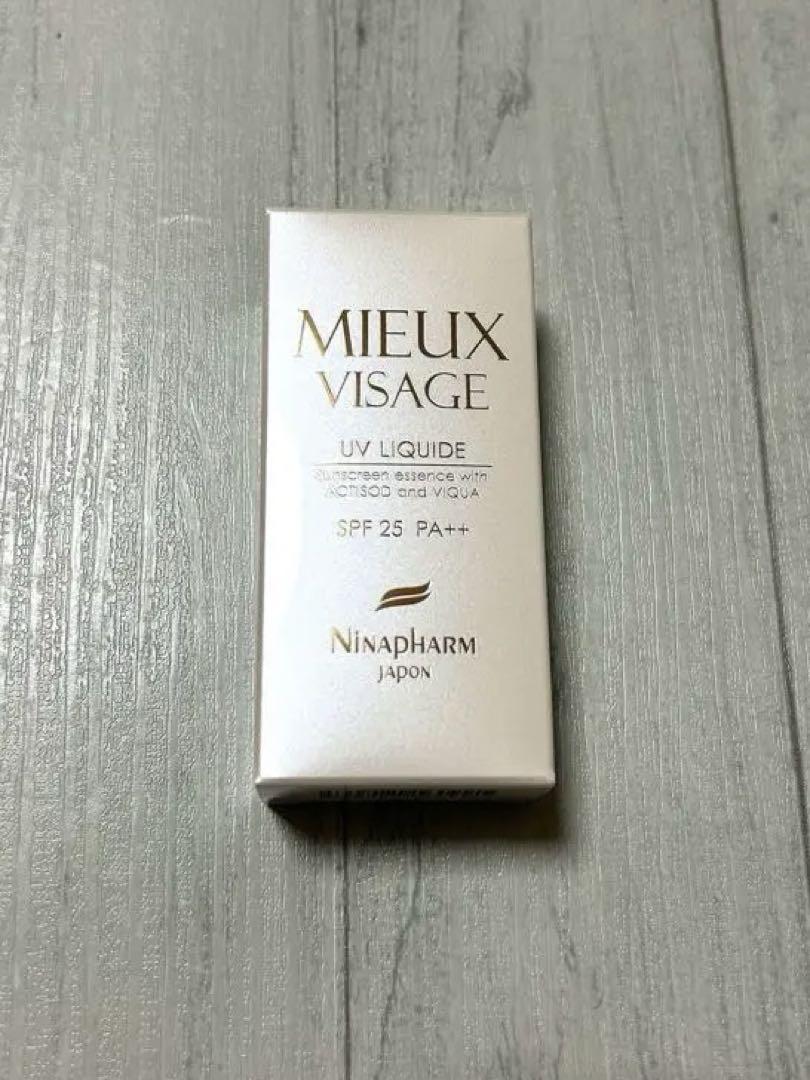 MIEUX
VISAGE
UV LIQUIDE
Sunscreen essence with
ACTISOD and VIQUA
SPF 25 PA++
NINAPHARM
JAPON